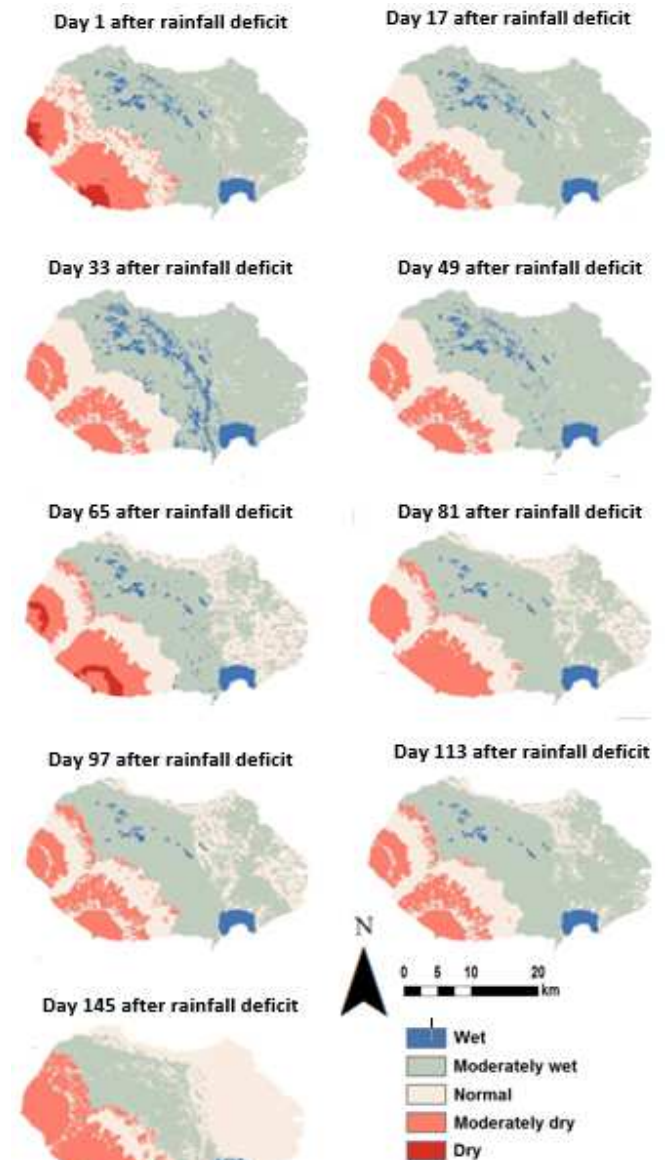 Day 1 after rainfall deficit
Day 17 after rainfall deficit
Day 33 after rainfall deficit
Day 49 after rainfall deficit
Day 65 after rainfall deficit
Day 81 after rainfall deficit
Day 97 after rainfall deficit
Day 113 after rainfall deficit
N
0 5 10 20
km
Day 145 after rainfall deficit
Wet
Moderately wet
Normal
Moderately dry
Dry